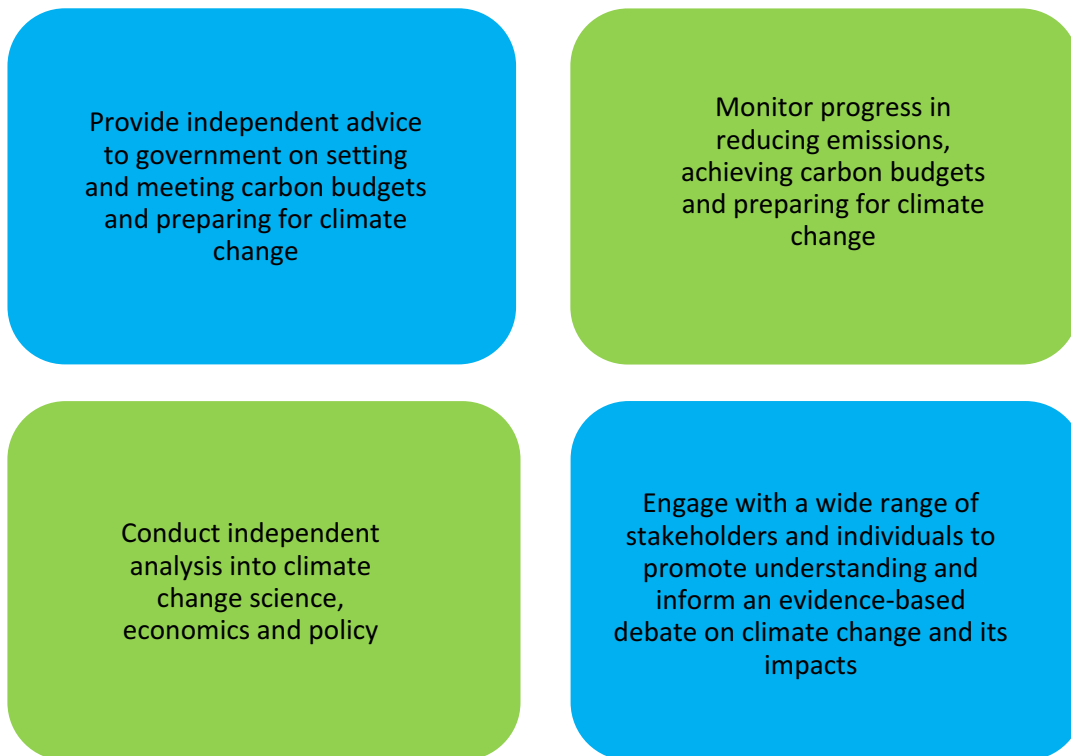 Provide independent advice
to government on setting
and meeting carbon budgets
and preparing for climate
change
Monitor progress in
reducing emissions,
achieving carbon budgets
and preparing for climate
change
Conduct independent
analysis into climate
change science,
economics and policy
Engage with a wide range of
stakeholders and individuals to
promote understanding and
inform an evidence-based
debate on climate change and its
impacts